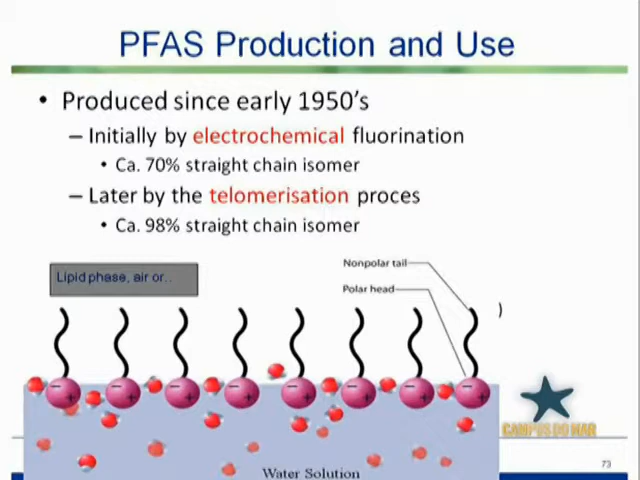 PFAS Production and Use
• Produced since early 1950's
– Initially by electrochemical fluorination
• Ca. 70% straight chain isomer
– Later by the telomerisation proces
• Ca. 98% straight chain isomer
Nonpolar tail
Lipid phase, air or..
Polar head
)
CAMPUS DO MAR
73
Water Solution